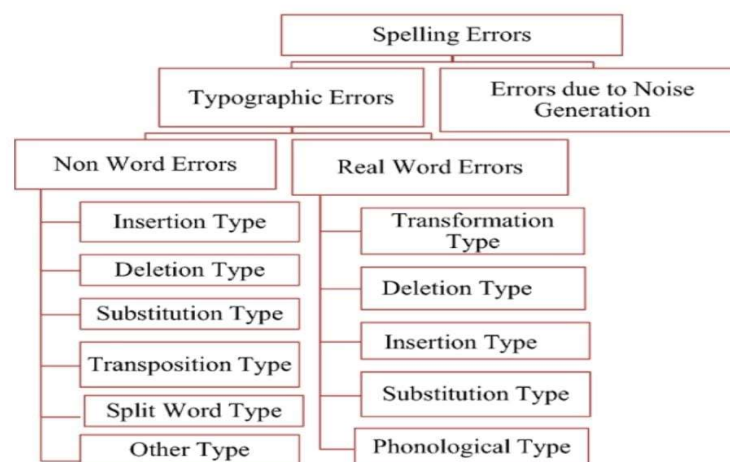 Spelling Errors
Typographic Errors
Errors due to Noise
Generation
Non Word Errors
Real Word Errors
Insertion Type
Deletion Type
Substitution Type
Transposition Type
Split Word Type
Other Type
Transformation
Type
Deletion Type
Insertion Type
Substitution Type
Phonological Type